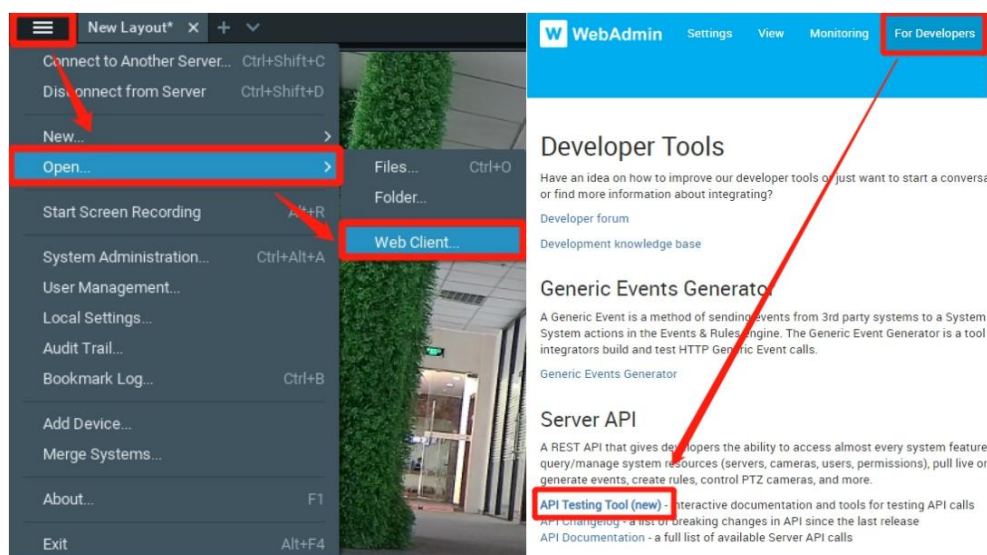 New Layout* × +
Connect to Another Server... Ctrl+Shift+C
Disconnect from Server Ctrl+Shift+D
New... >
Open... >
Start Screen Recording Alt+R
System Administration... Ctrl+Alt+A
User Management...
Local Settings...
Audit Trail...
Bookmark Log... Ctrl+B
Add Device...
Merge Systems...
About... F1
Exit Alt+F4
Files... Ctrl+O
Folder...
Web Client...
W WebAdmin Settings View Monitoring For Developers
Developer Tools
Have an idea on how to improve our developer tools or just want to start a conversa
or find more information about integrating?
Developer forum
Development knowledge base
Generic Events Generator
A Generic Event is a method of sending events from 3rd party systems to a System
System actions in the Events & Rules engine. The Generic Event Generator is a tool
integrators build and test HTTP Generic Event calls.
Generic Events Generator
Server API
A REST API that gives developers the ability to access almost every system feature
query/manage system resources (servers, cameras, users, permissions), pull live or
generate events, create rules, control PTZ cameras, and more.
API Testing Tool (new) - interactive documentation and tools for testing API calls
API Changelog - a list of breaking changes in API since the last release
API Documentation - a full list of available Server API calls